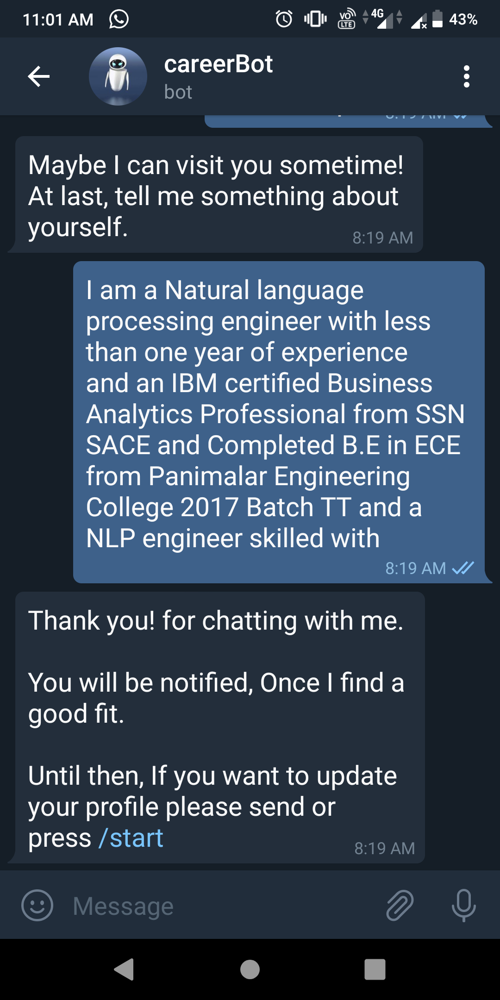 11:01 AM VO LTE 4G 43%
careerBot
bot
8:19 AM
Maybe I can visit you sometime!
At last, tell me something about
yourself.
8:19 AM
I am a Natural language
processing engineer with less
than one year of experience
and an IBM certified Business
Analytics Professional from SSN
SACE and Completed B.E in ECE
from Panimalar Engineering
College 2017 Batch TT and a
NLP engineer skilled with
8:19 AM
Thank you! for chatting with me.
You will be notified, Once I find a
good fit.
Until then, If you want to update
your profile please send or
press /start
8:19 AM
Message